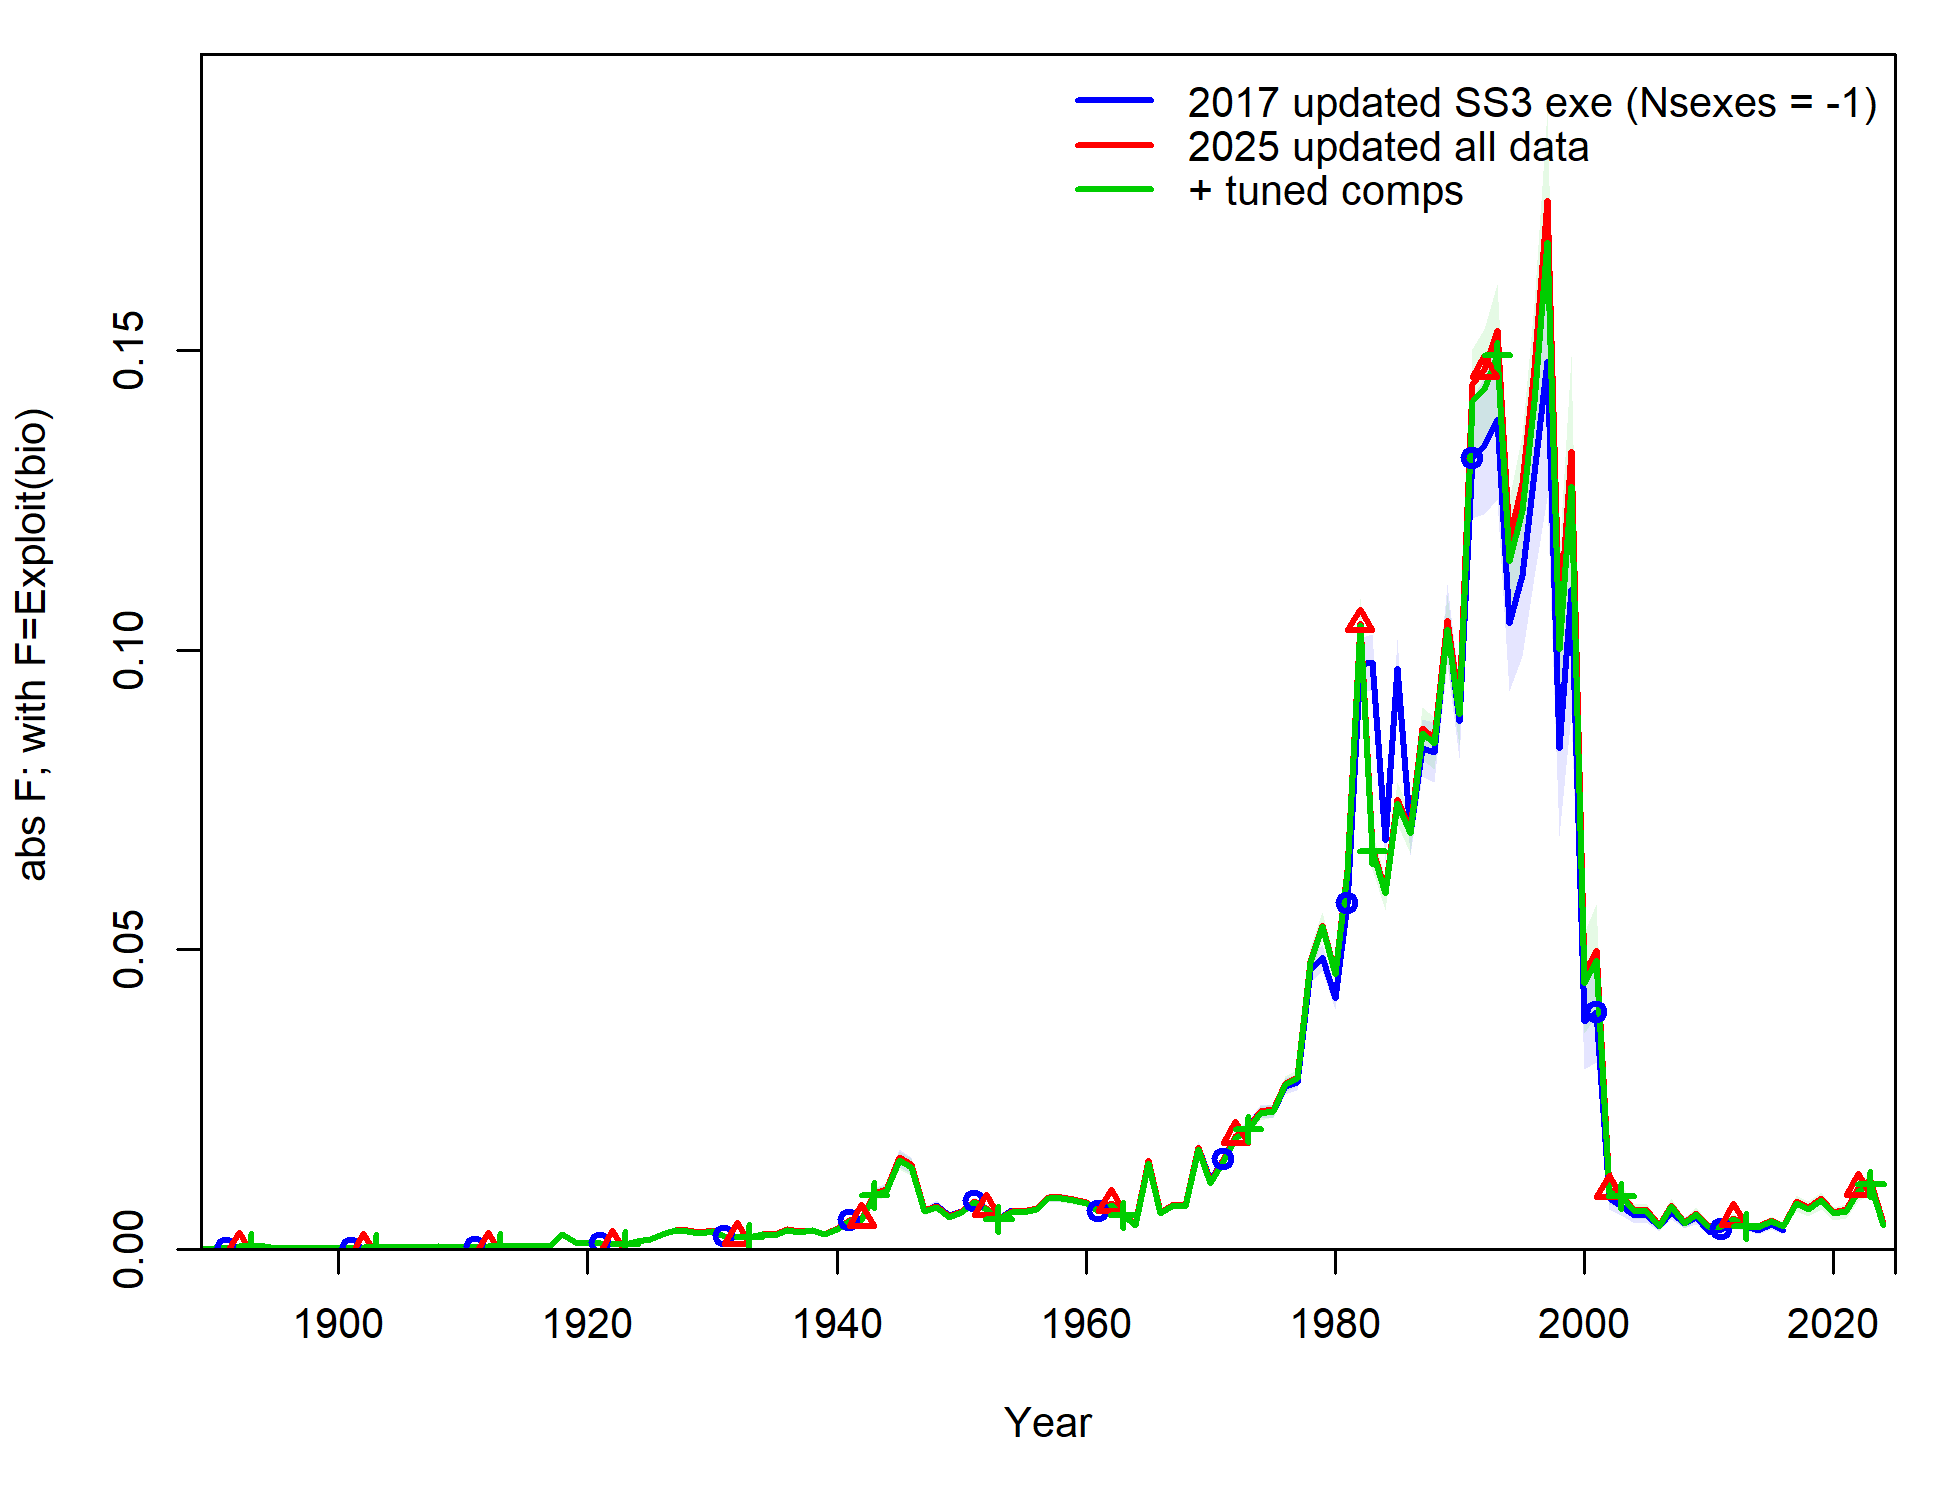 2017 updated SS3 exe (Nsexes = -1)
2025 updated all data
+ tuned comps
abs F; with F=Exploit(bio)
0.15
0.10
0.05
0.00
1900 1920 1940 1960 1980 2000 2020
Year